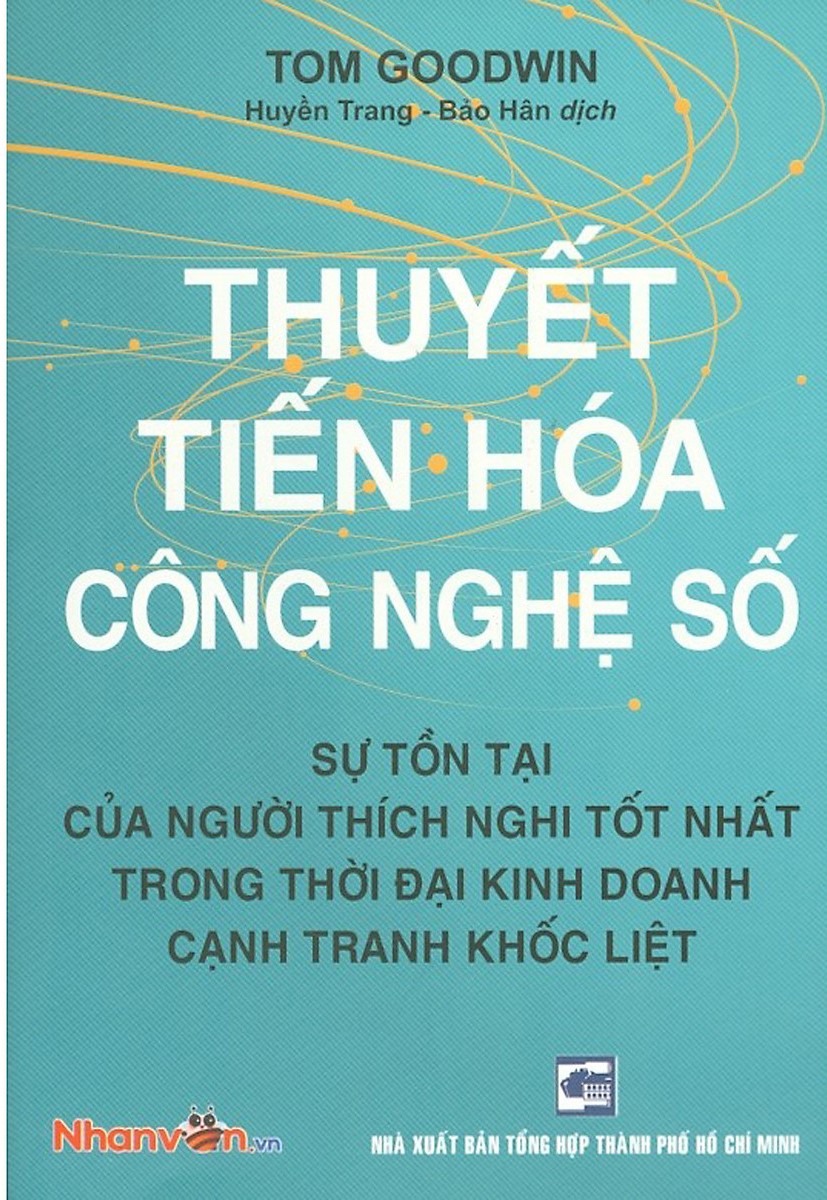 TOM GOODWIN
Huyền Trang - Bảo Hân dịch
THUYẾT
TIẾN HÓA
CÔNG NGHỆ SỐ
SỰ TỒN TẠI
CỦA NGƯỜI THÍCH NGHI TỐT NHẤT
TRONG THỜI ĐẠI KINH DOANH
CẠNH TRANH KHỐC LIỆT
Nhanvăn.vn
NHÀ XUẤT BẢN TỔNG HỢP THÀNH PHỐ HỒ CHÍ MINH